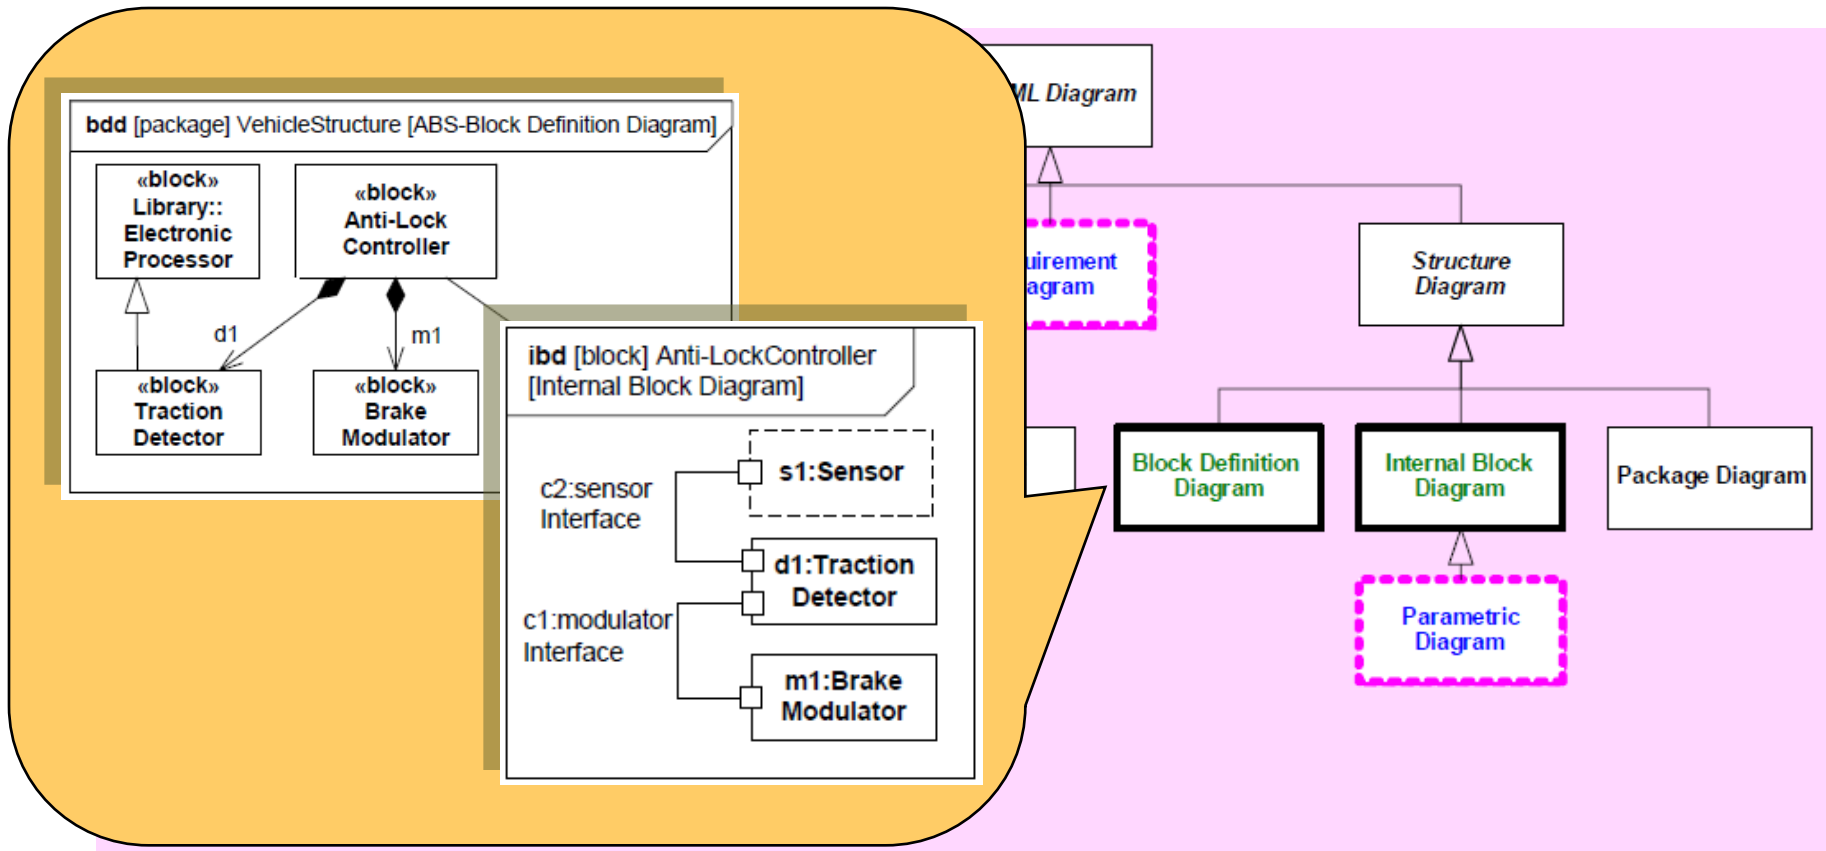 bdd [package] VehicleStructure [ABS-Block Definition Diagram]
«block»
Library::
Electronic
Processor
«block»
Anti-Lock
Controller
d1
m1
«block»
Traction
Detector
«block»
Brake
Modulator
ibd [block] Anti-LockController
[Internal Block Diagram]
s1:Sensor
c2:sensor
Interface
d1:Traction
Detector
c1:modulator
Interface
m1:Brake
Modulator
ML Diagram
uirement
agram
Structure
Diagram
Block Definition
Diagram
Internal Block
Diagram
Package Diagram
Parametric
Diagram